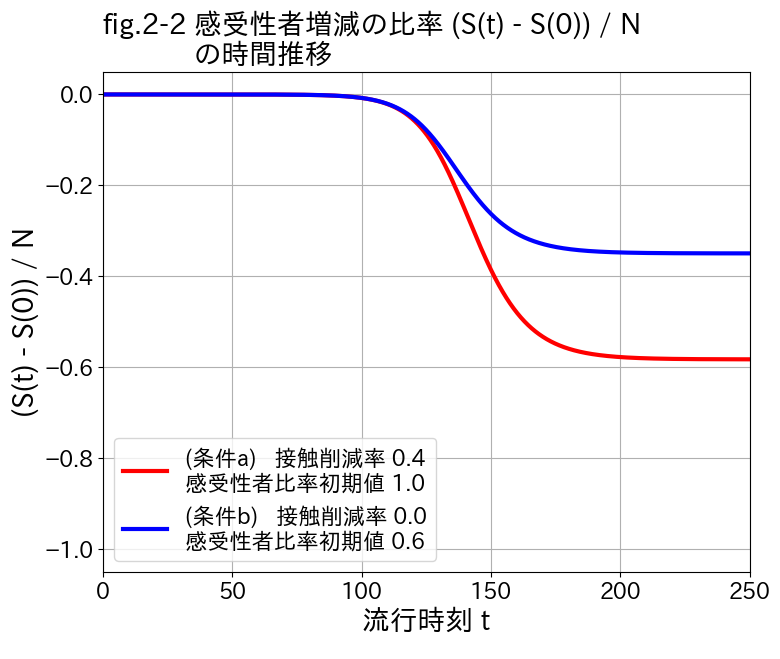 fig.2-2 感受性者増減の比率 (S(t) - S(0)) / N
の時間推移
0.0
−0.2
−0.4
−0.6
−0.8
−1.0
(S(t) - S(0)) / N
(条件a) 接触削減率 0.4
感受性者比率初期値 1.0
(条件b) 接触削減率 0.0
感受性者比率初期値 0.6
0 50 100 150 200 250
流行時刻 t